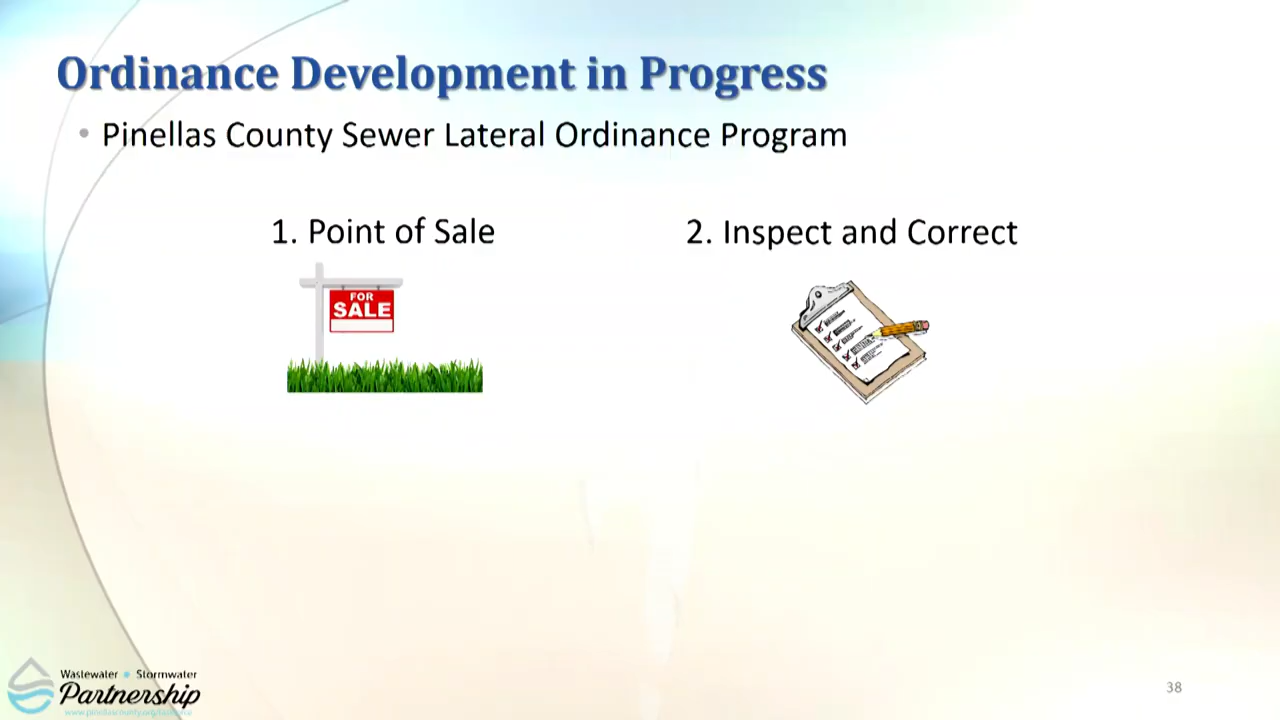 Ordinance Development in Progress
• Pinellas County Sewer Lateral Ordinance Program
1. Point of Sale
2. Inspect and Correct
FOR
SALE
Wastewater • Stormwater
Partnership
38